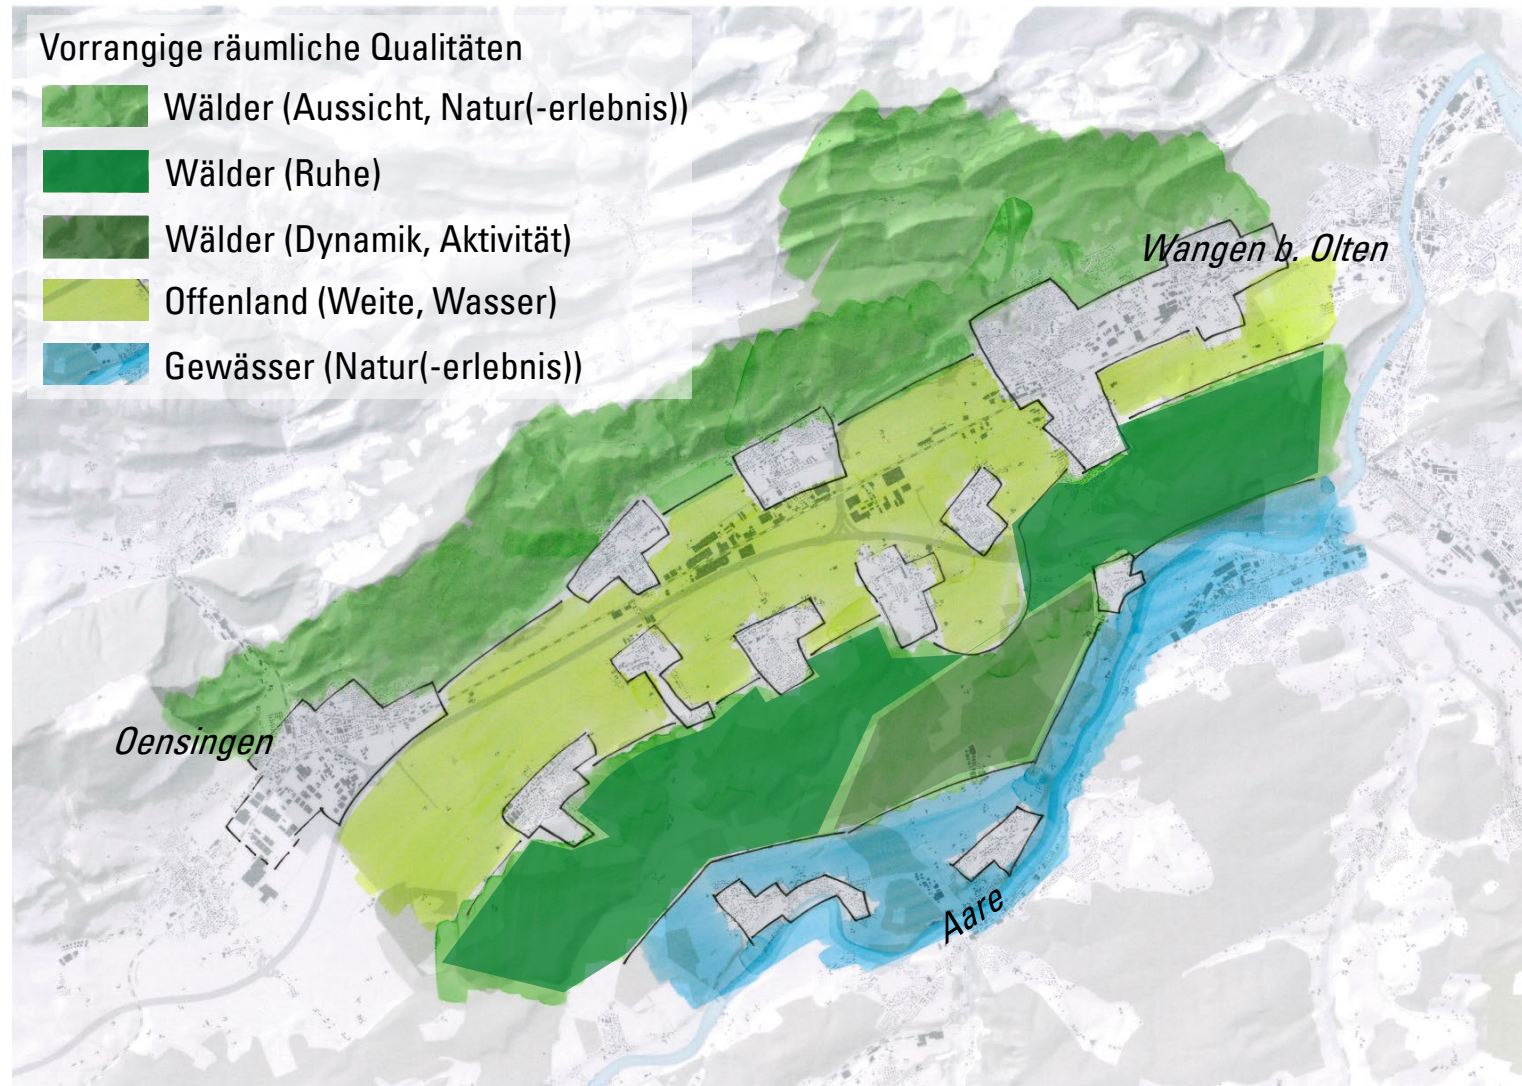 Vorrangige räumliche Qualitäten
Wälder (Aussicht, Natur(-erlebnis))
Wälder (Ruhe)
Wälder (Dynamik, Aktivität)
Offenland (Weite, Wasser)
Gewässer (Natur(-erlebnis))
Wangen b. Olten
Oensingen
Aare